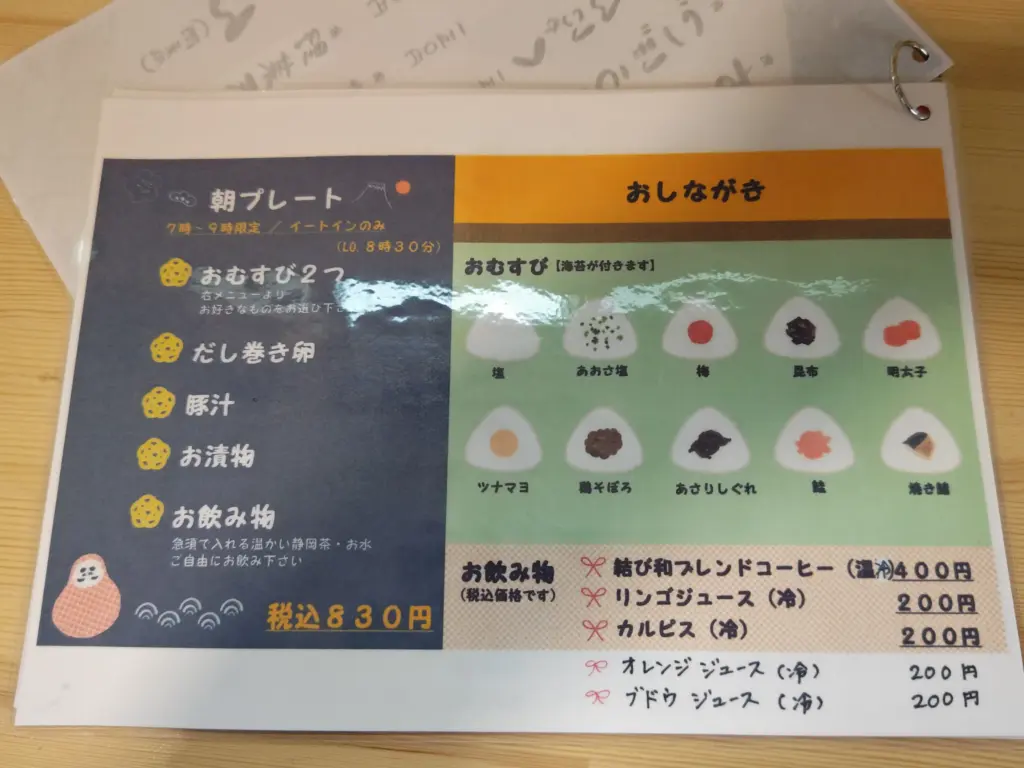 朝プレート
7時~9時限定 / イートインのみ
(LO.8時30分)
おむすび2つ
右メニューより
お好きなものをお選び下さ
だし巻き卵
豚汁
お漬物
お飲み物
急須で入れる温かい静岡茶・お水
ご自由にお飲み下さい
税込830円
おしながき
おむすび【海苔が付きます】
塩 あおさ塩 梅 昆布 明太子
ツナマヨ 鶏そぼろ あさりしぐれ 鮭 焼き鯖
お飲み物
(税込価格です)
結び和ブレンドコーヒー (温冷)400円
リンゴジュース (冷) 200円
カルピス (冷) 200円
オレンジ ジュース (冷) 200円
ブドウ ジュース (冷) 200円